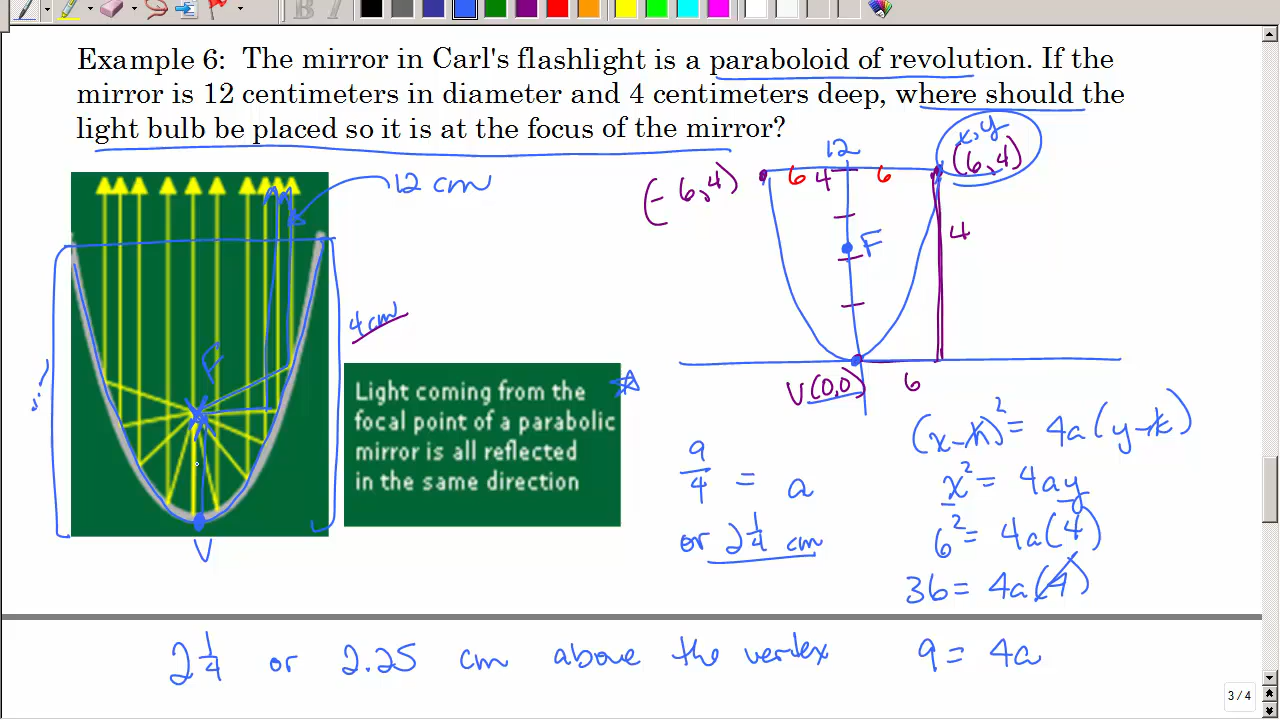 Example 6: The mirror in Carl's flashlight is a paraboloid of revolution. If the
mirror is 12 centimeters in diameter and 4 centimeters deep, where should the
light bulb be placed so it is at the focus of the mirror?
12 cm
F
4 cm
?
V
Light coming from the
focal point of a parabolic
mirror is all reflected
in the same direction
12
x,y
(6,4)
(-6,4)
6 4 6
F
4
V(0,0)
6
(x-h)² = 4a(y-k)
x² = 4ay
6² = 4a(4)
36 = 4a(4)
9 = 4a
9/4 = a
or 2 1/4 cm
2 1/4 or 2.25 cm above the vertex
3/4